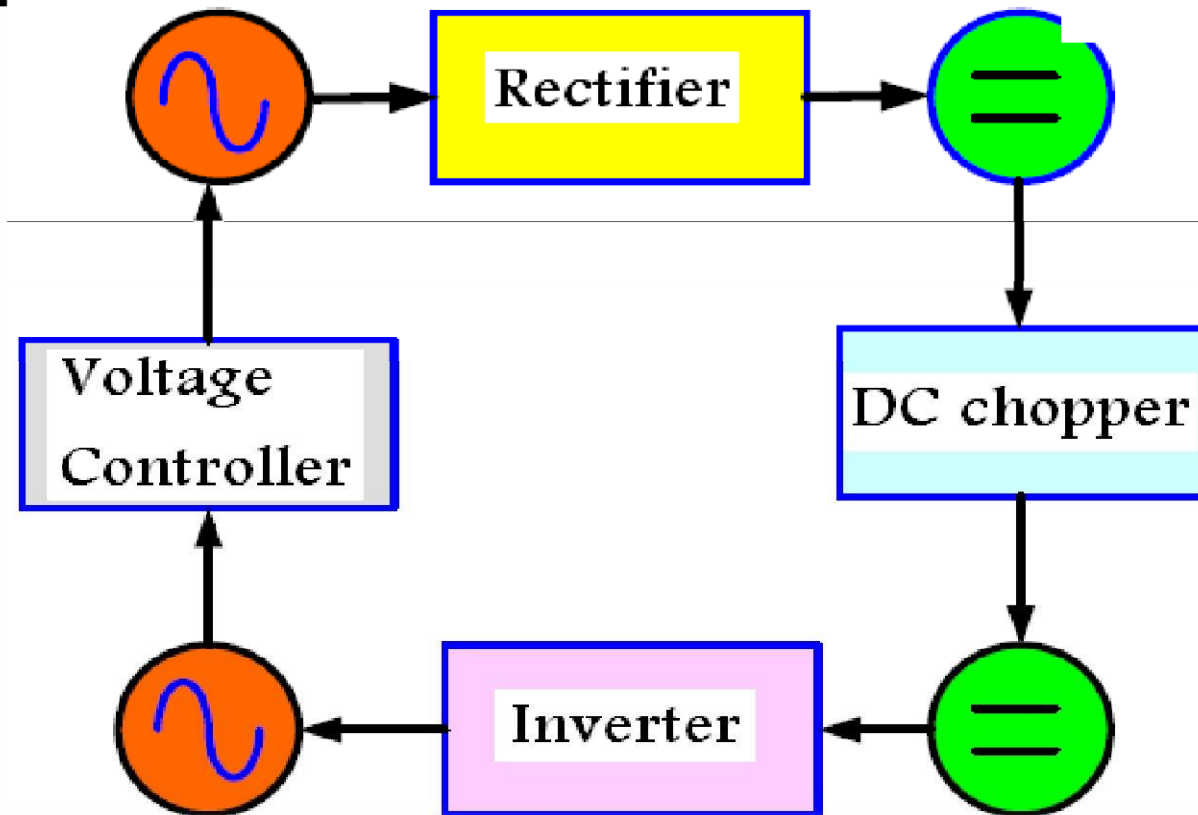 Rectifier
Voltage
Controller
DC chopper
Inverter